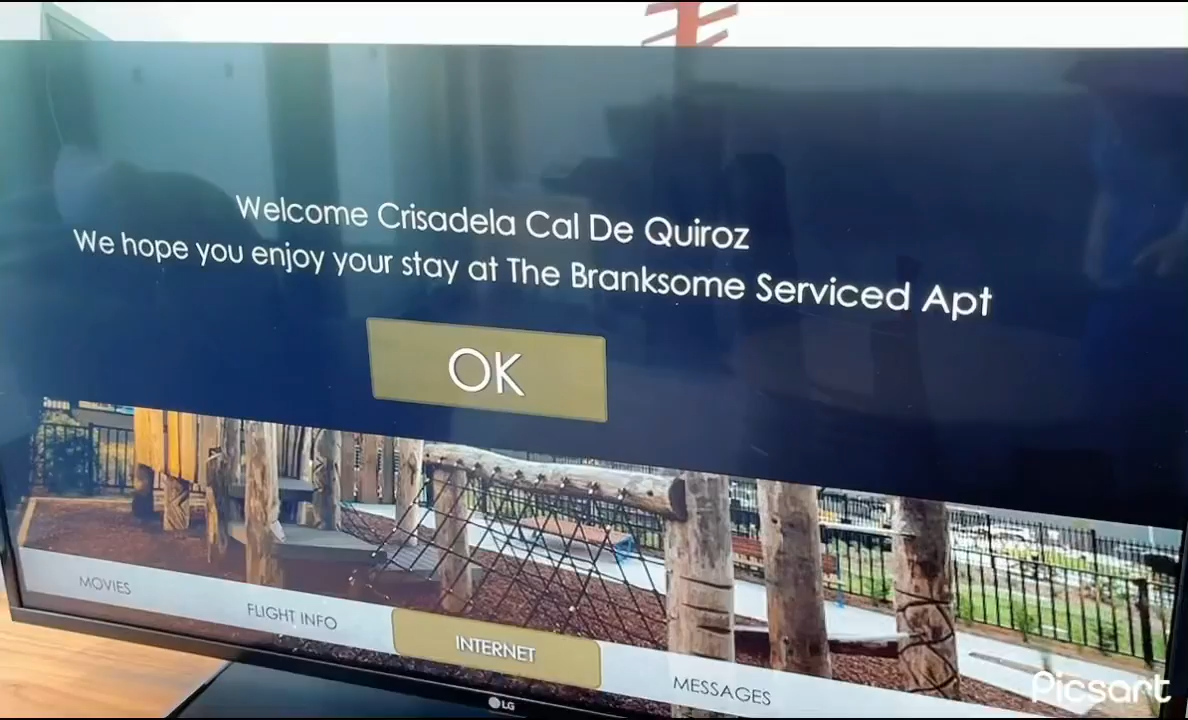 Welcome Crisadela Cal De Quiroz
We hope you enjoy your stay at The Branksome Serviced Apt
OK
MOVIES
FLIGHT INFO
INTERNET
MESSAGES
LG
Picsart